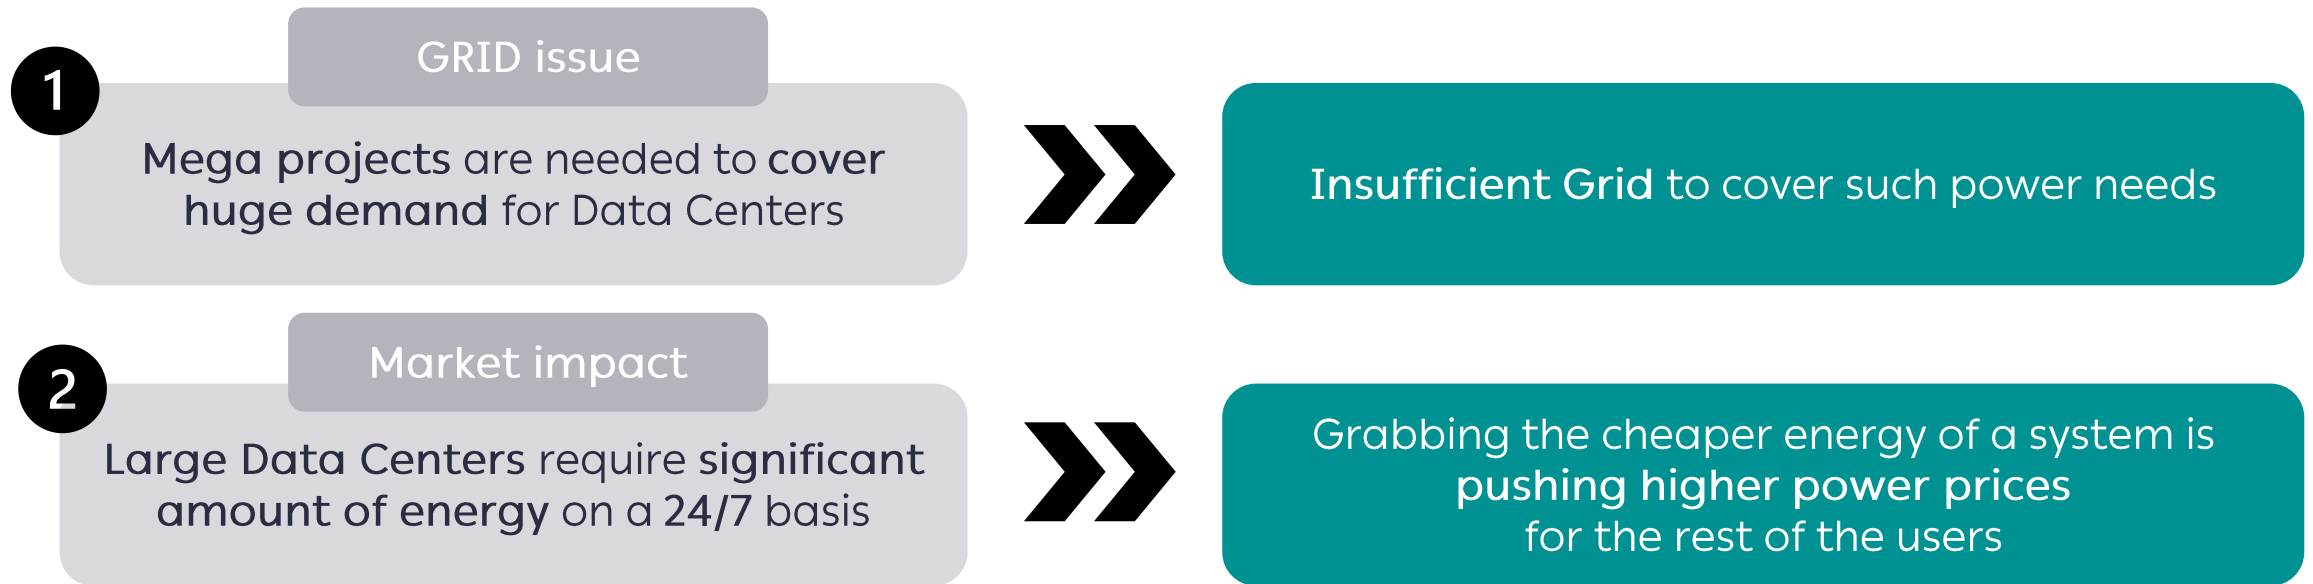 GRID issue
1
Mega projects are needed to cover
huge demand for Data Centers
Insufficient Grid to cover such power needs
Market impact
2
Large Data Centers require significant
amount of energy on a 24/7 basis
Grabbing the cheaper energy of a system is
pushing higher power prices
for the rest of the users